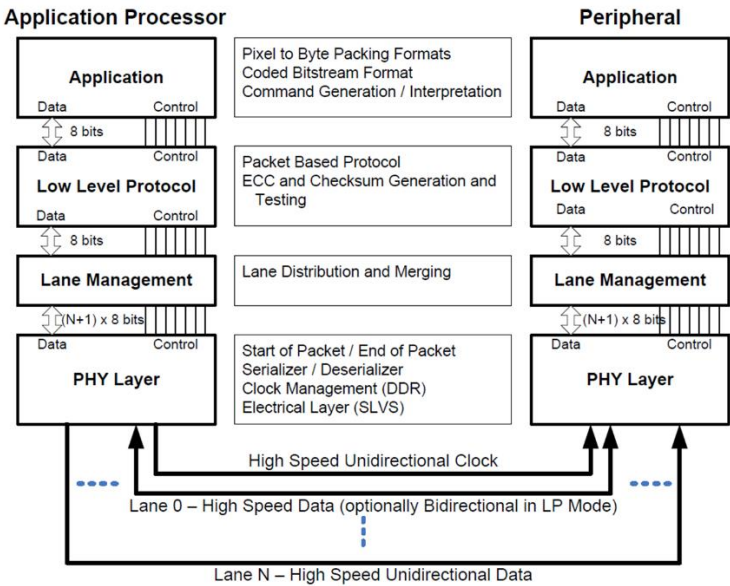 Application Processor
Peripheral
Application
Data
Control
8 bits
Data
Control
Low Level Protocol
Data
Control
8 bits
Lane Management
(N+1) x 8 bits
Data
Control
PHY Layer
Pixel to Byte Packing Formats
Coded Bitstream Format
Command Generation / Interpretation
Packet Based Protocol
ECC and Checksum Generation and
Testing
Lane Distribution and Merging
Start of Packet / End of Packet
Serializer / Deserializer
Clock Management (DDR)
Electrical Layer (SLVS)
Application
Data
Control
8 bits
Data
Control
Low Level Protocol
Data
Control
8 bits
Lane Management
(N+1) x 8 bits
Data
Control
PHY Layer
High Speed Unidirectional Clock
Lane 0 – High Speed Data (optionally Bidirectional in LP Mode)
Lane N – High Speed Unidirectional Data